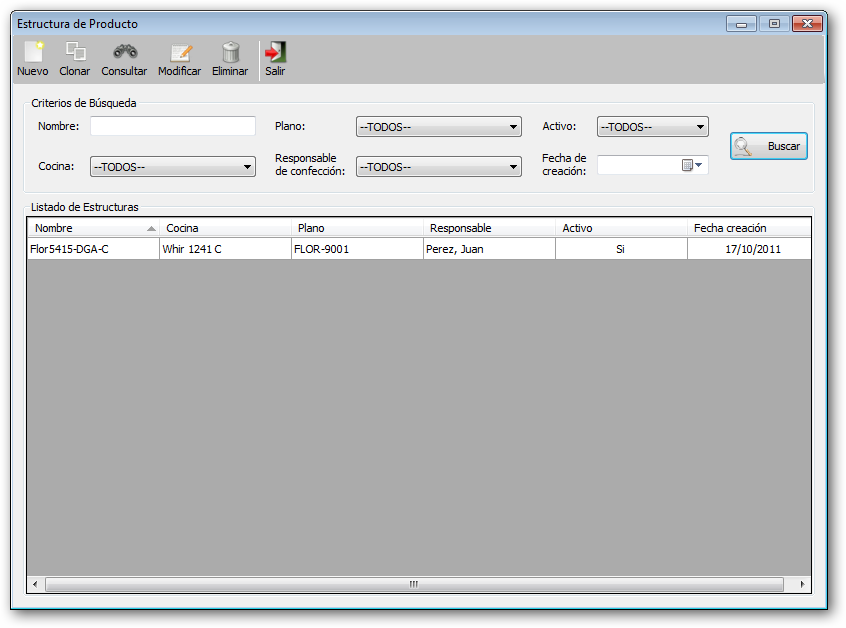 Estructura de Producto
Nuevo Clonar Consultar Modificar Eliminar Salir
Criterios de Búsqueda
Nombre: Plano: --TODOS-- Activo: --TODOS--
Buscar
Cocina: --TODOS-- Responsable de confección: --TODOS-- Fecha de creación:
Listado de Estructuras
Nombre Cocina Plano Responsable Activo Fecha creación
Flor5415-DGA-C Whir 1241 C FLOR-9001 Perez, Juan Si 17/10/2011